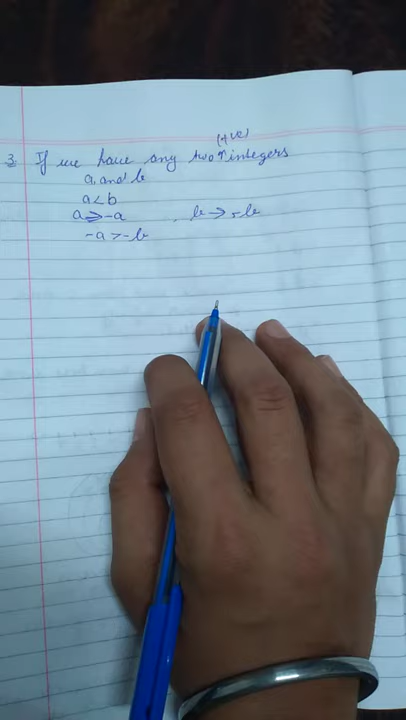 (+ve)
3. If we have any two ↑ integers
a and b
a < b
a → -a , b → -b
-a > -b